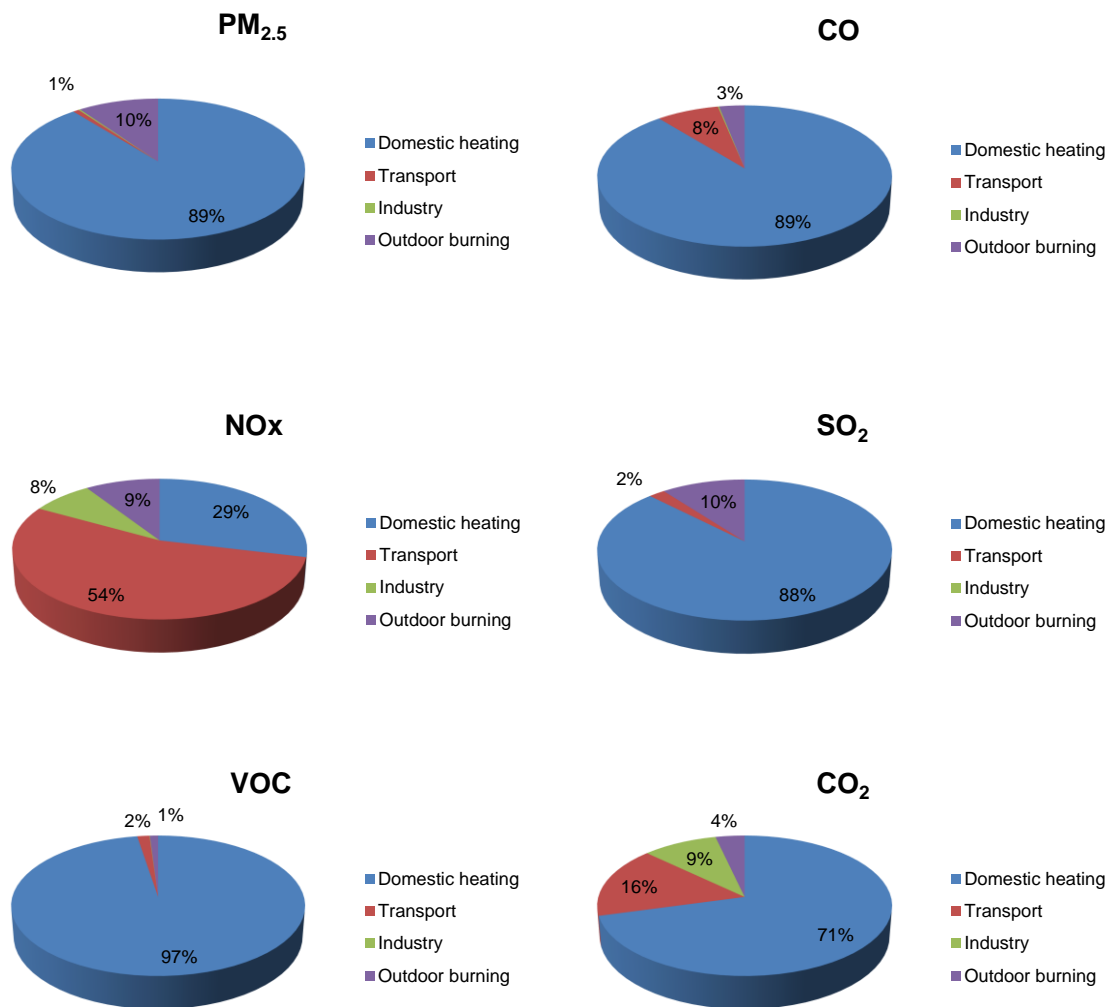 PM2.5
1%
10%
89%
Domestic heating
Transport
Industry
Outdoor burning
CO
3%
8%
89%
Domestic heating
Transport
Industry
Outdoor burning
NOx
8%
9%
29%
54%
Domestic heating
Transport
Industry
Outdoor burning
SO2
2%
10%
88%
Domestic heating
Transport
Industry
Outdoor burning
VOC
2%
1%
97%
Domestic heating
Transport
Industry
Outdoor burning
CO2
4%
9%
16%
71%
Domestic heating
Transport
Industry
Outdoor burning